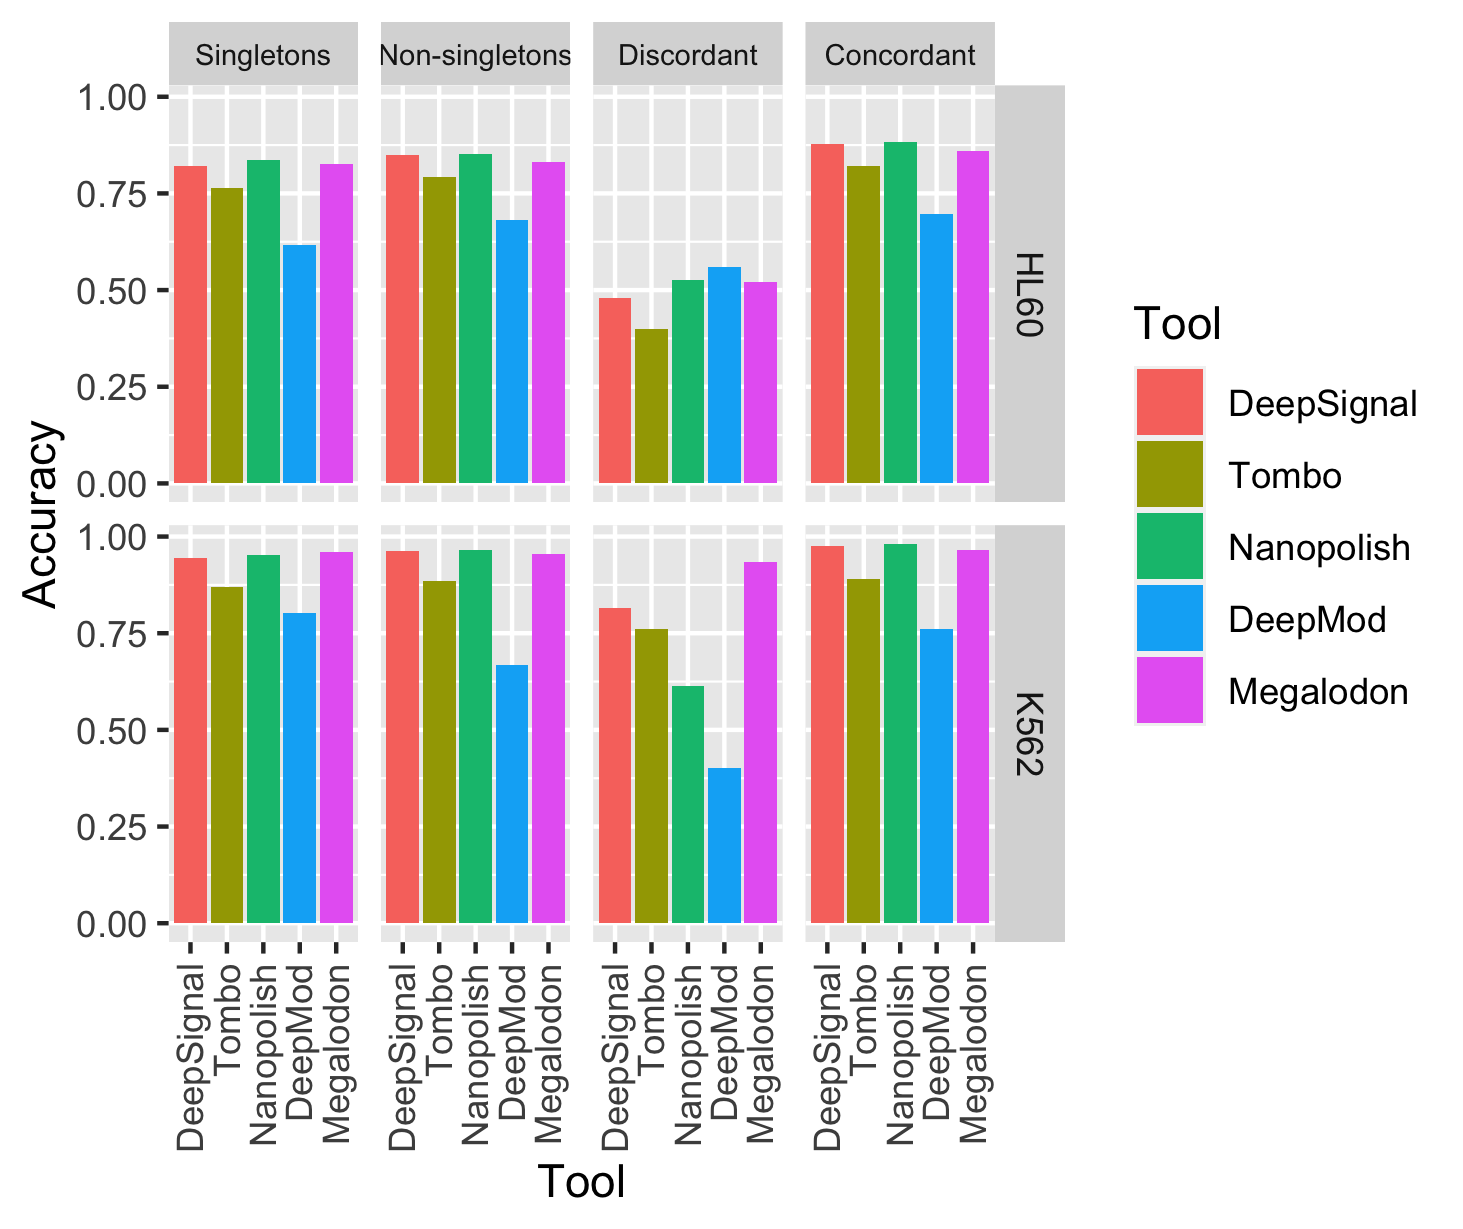 Singletons Non-singletons Discordant Concordant
1.00
0.75
0.50
0.25
0.00
HL60
1.00
0.75
0.50
0.25
0.00
K562
Accuracy
DeepSignal Tombo Nanopolish DeepMod Megalodon DeepSignal Tombo Nanopolish DeepMod Megalodon DeepSignal Tombo Nanopolish DeepMod Megalodon DeepSignal Tombo Nanopolish DeepMod Megalodon
Tool
Tool
DeepSignal
Tombo
Nanopolish
DeepMod
Megalodon